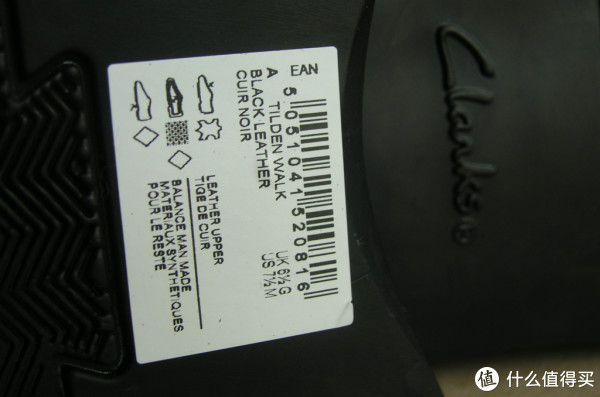 EAN
5 051041 520816
A TILDEN WALK
BLACK LEATHER
CUIR NOIR
UK 6½ G
US 7½ M
LEATHER UPPER
TIGE DE CUIR
BALANCE MAN MADE
MATERIAUX SYNTHETIQUES
POUR LE RESTE
Clarks
值 什么值得买